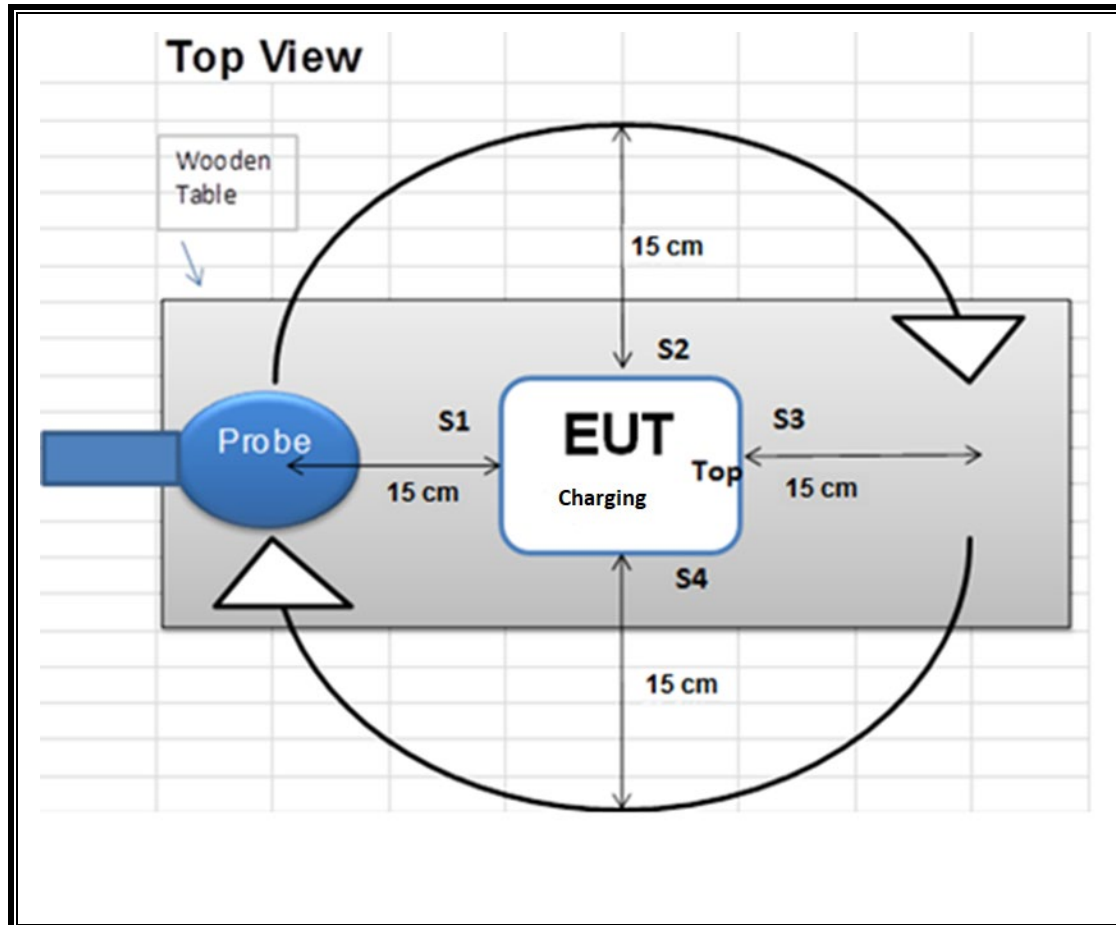 Top View
Wooden
Table
15 cm
S2
S1
EUT
S3
Probe
Top
15 cm
Charging
15 cm
S4
15 cm